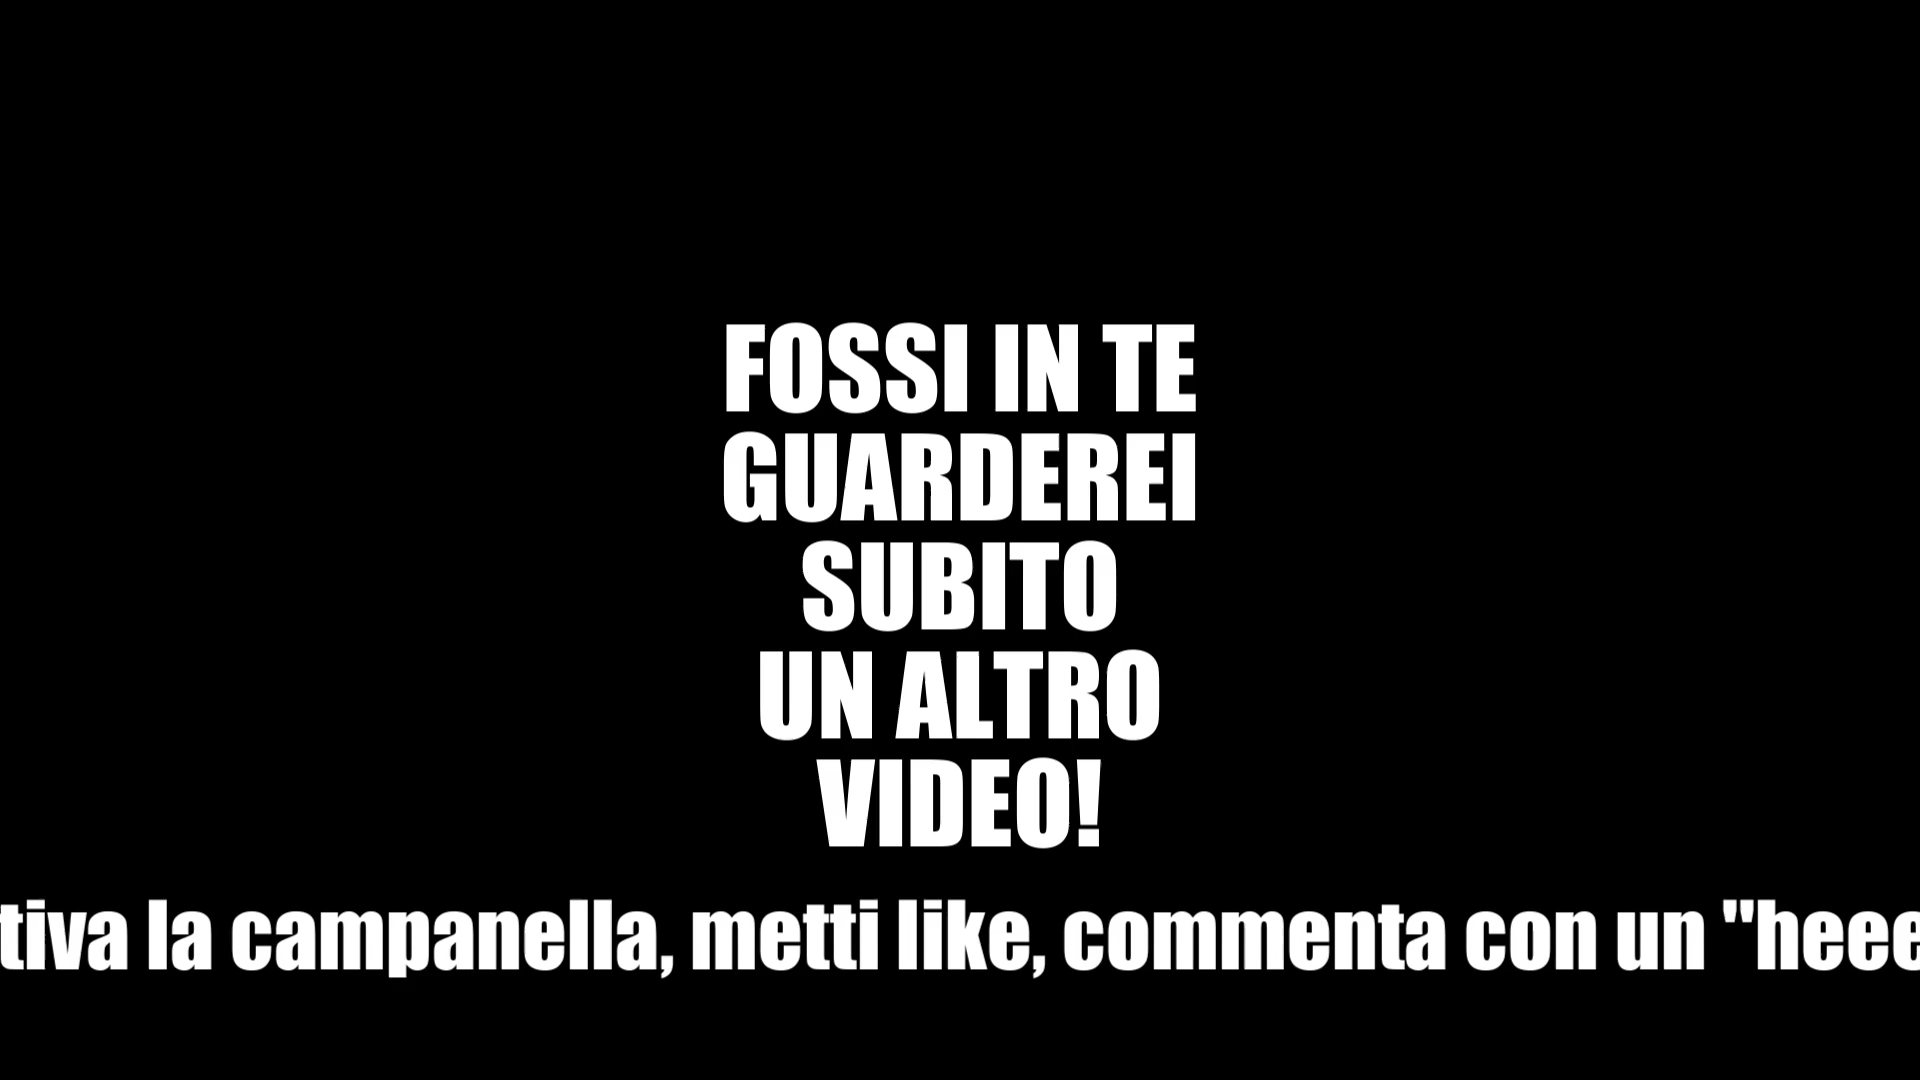 FOSSI IN TE
GUARDEREI
SUBITO
UN ALTRO
VIDEO!
tiva la campanella, metti like, commenta con un "heee